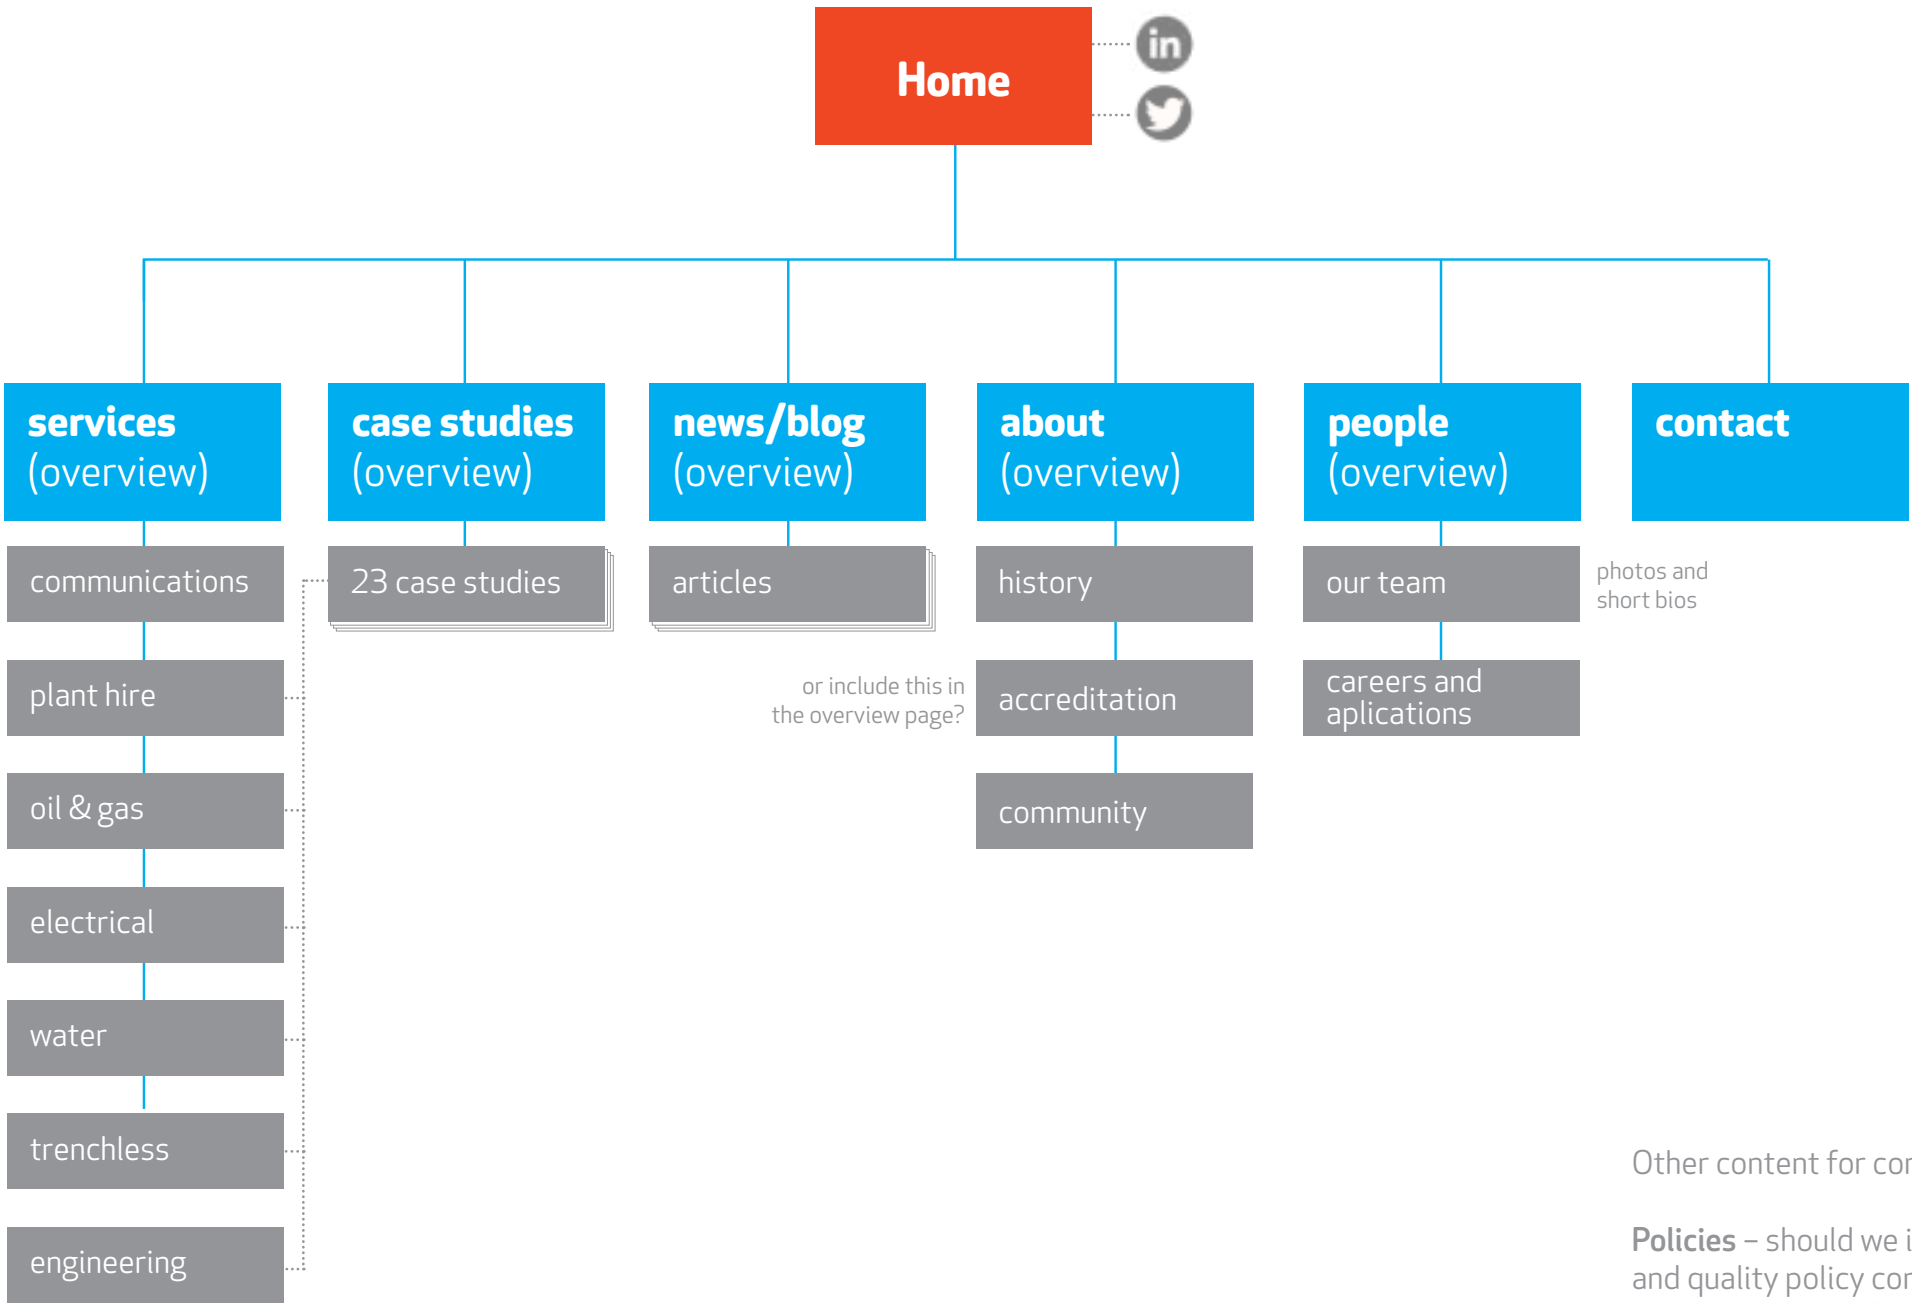 Home
in
services
(overview)
case studies
(overview)
news/blog
(overview)
about
(overview)
people
(overview)
contact
communications
plant hire
oil & gas
electrical
water
trenchless
engineering
23 case studies
articles
history
or include this in
the overview page?
accreditation
community
our team
photos and
short bios
careers and
aplications
Other content for
Policies – should we
and quality policy